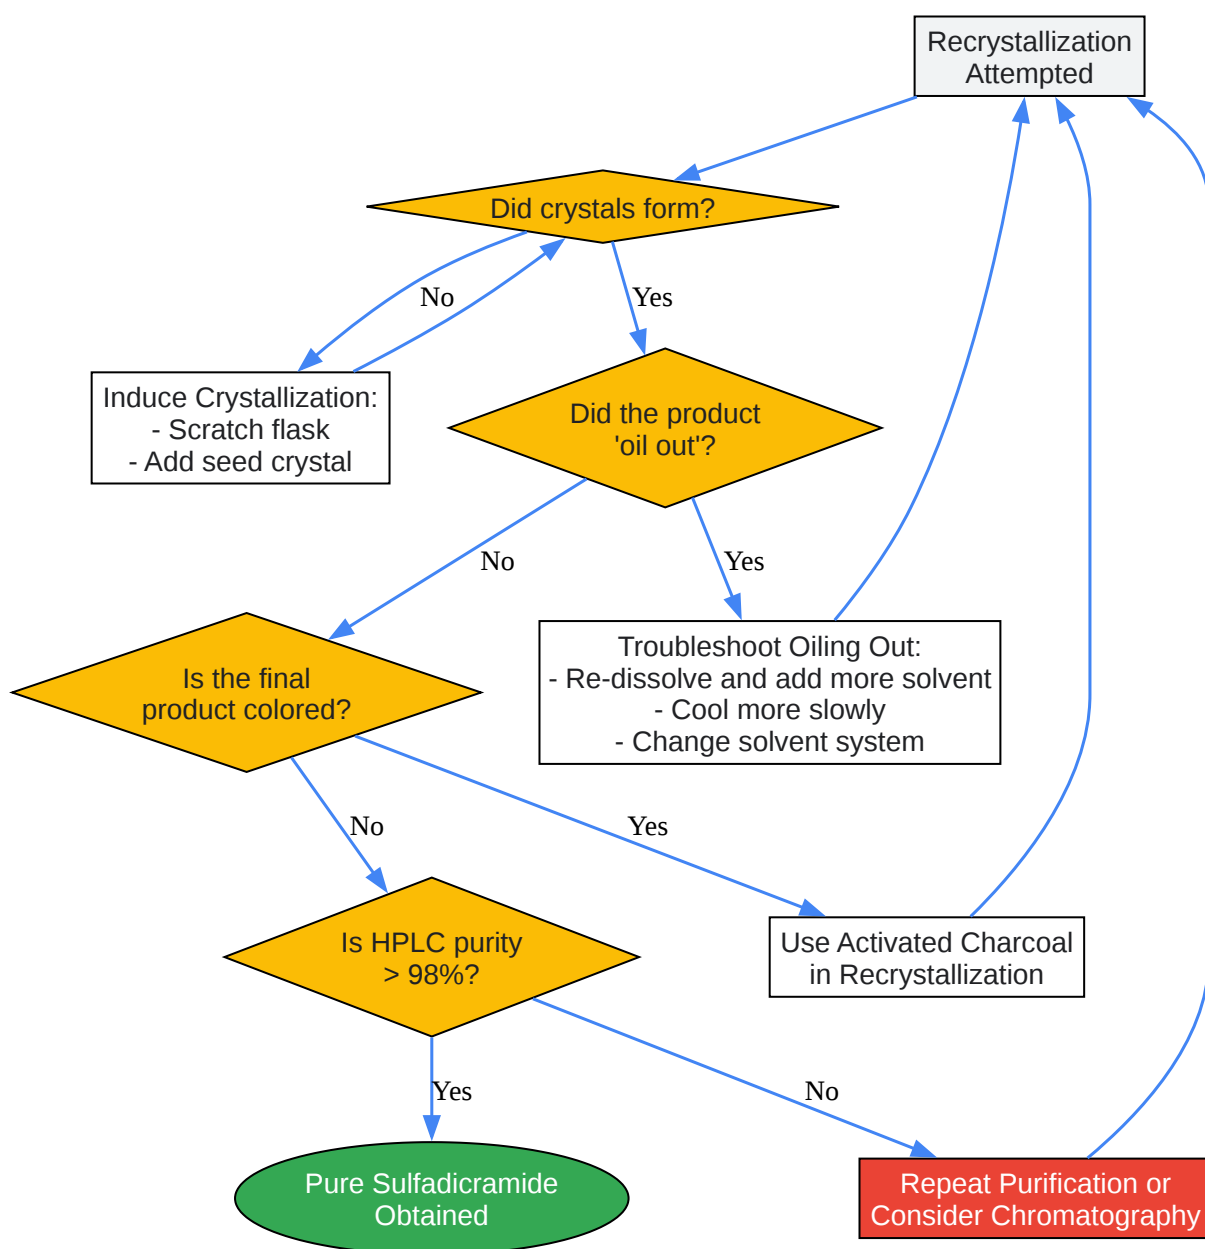 Recrystallization
Attempted
Did crystals form?
No
Yes
Induce Crystallization:
- Scratch flask
- Add seed crystal
Did the product
'oil out'?
No
Yes
Troubleshoot Oiling Out:
- Re-dissolve and add more solvent
- Cool more slowly
- Change solvent system
Is the final
product colored?
No
Yes
Use Activated Charcoal
in Recrystallization
Is HPLC purity
> 98%?
Yes
No
Pure Sulfadicramide
Obtained
Repeat Purification or
Consider Chromatography